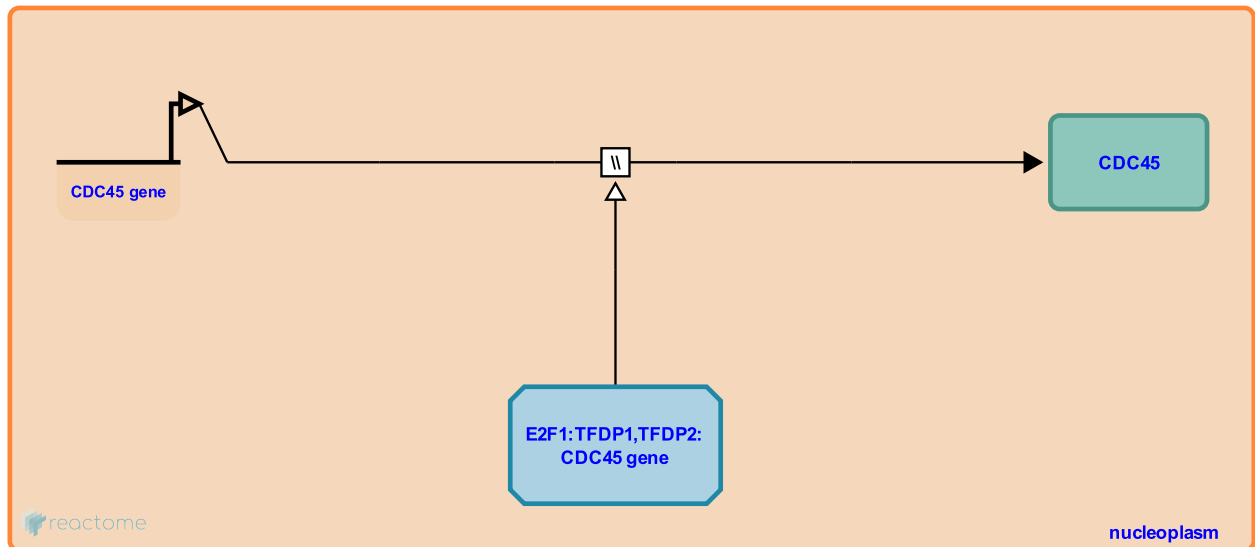 CDC45 gene
\\
CDC45
E2F1:TFDP1,TFDP2:
CDC45 gene
reactome
nucleoplasm